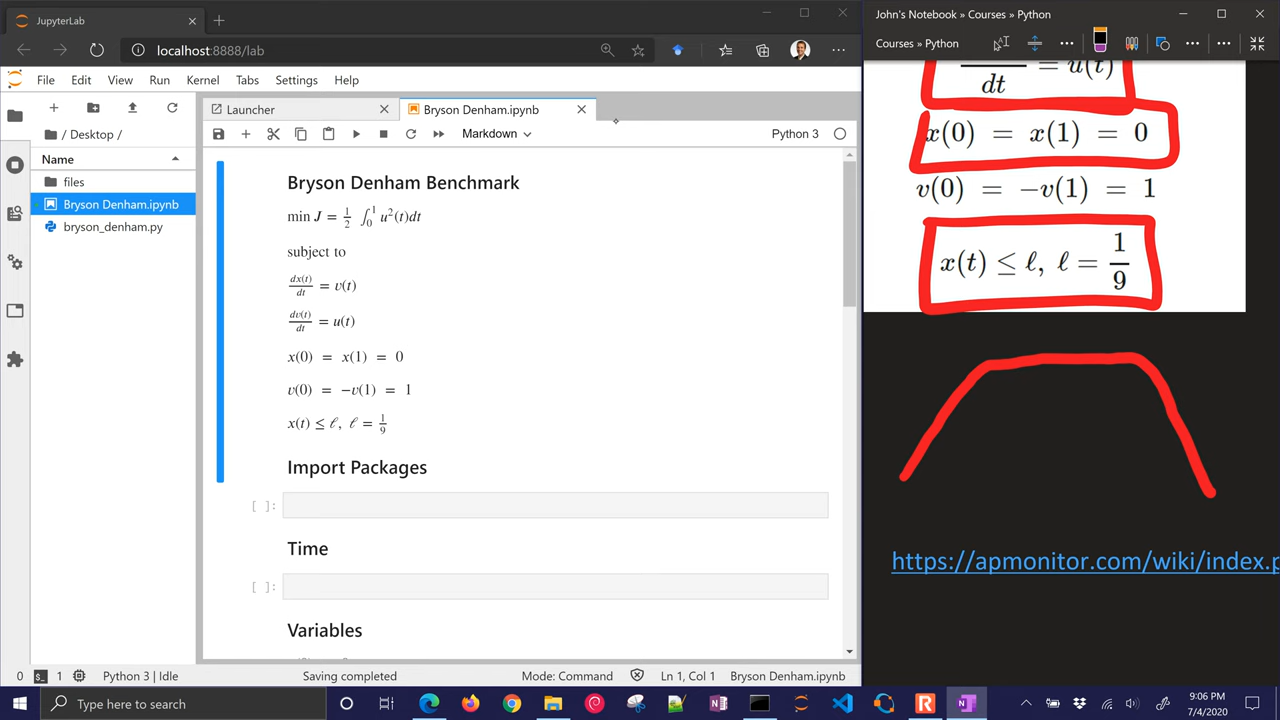 JupyterLab
localhost:8888/lab
File Edit View Run Kernel Tabs Settings Help
/ Desktop /
Name
files
Bryson Denham.ipynb
bryson_denham.py
Launcher
Bryson Denham.ipynb
Markdown
Python 3
Bryson Denham Benchmark
min J = 1/2 ∫₀¹ u²(t)dt
subject to
dx(t)/dt = v(t)
dv(t)/dt = u(t)
x(0) = x(1) = 0
v(0) = −v(1) = 1
x(t) ≤ ℓ, ℓ = 1/9
Import Packages
[ ]:
Time
[ ]:
Variables
0 1 Python 3 | Idle Saving completed Mode: Command Ln 1, Col 1 Bryson Denham.ipynb
John's Notebook » Courses » Python
Courses » Python
dt = u(t)
x(0) = x(1) = 0
v(0) = −v(1) = 1
x(t) ≤ ℓ, ℓ = 1/9
https://apmonitor.com/wiki/index.p
Type here to search
9:06 PM
7/4/2020